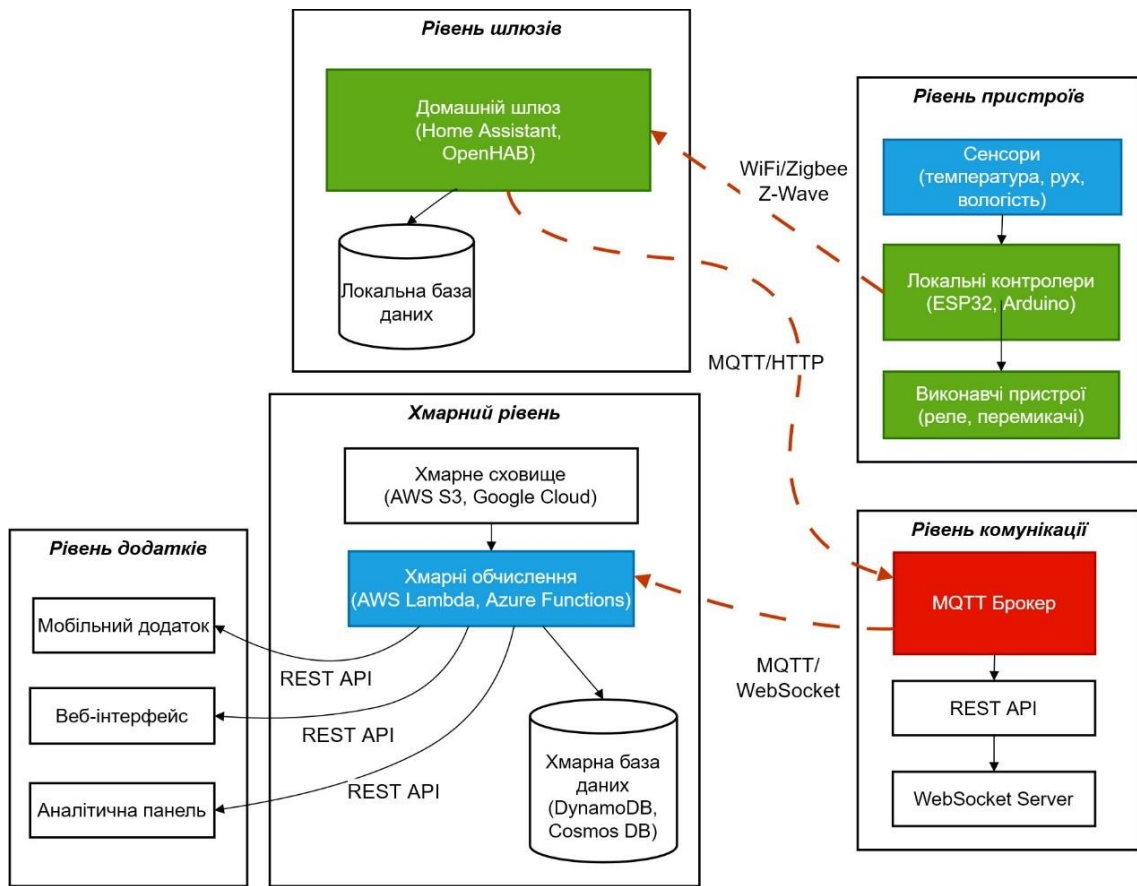 Рівень шлюзів
Домашній шлюз
(Home Assistant,
OpenHAB)
Локальна база
даних
WiFi/Zigbee
Z-Wave
Рівень пристроїв
Сенсори
(температура, рух,
вологість)
Локальні контролери
(ESP32, Arduino)
Виконавчі пристрої
(реле, перемикачі)
MQTT/HTTP
Хмарний рівень
Хмарне сховище
(AWS S3, Google Cloud)
Хмарні обчислення
(AWS Lambda, Azure Functions)
Хмарна база
даних
(DynamoDB,
Cosmos DB)
MQTT/
WebSocket
Рівень комунікації
MQTT Брокер
REST API
WebSocket Server
Рівень додатків
Мобільний додаток
REST API
Веб-інтерфейс
REST API
Аналітична панель
REST API